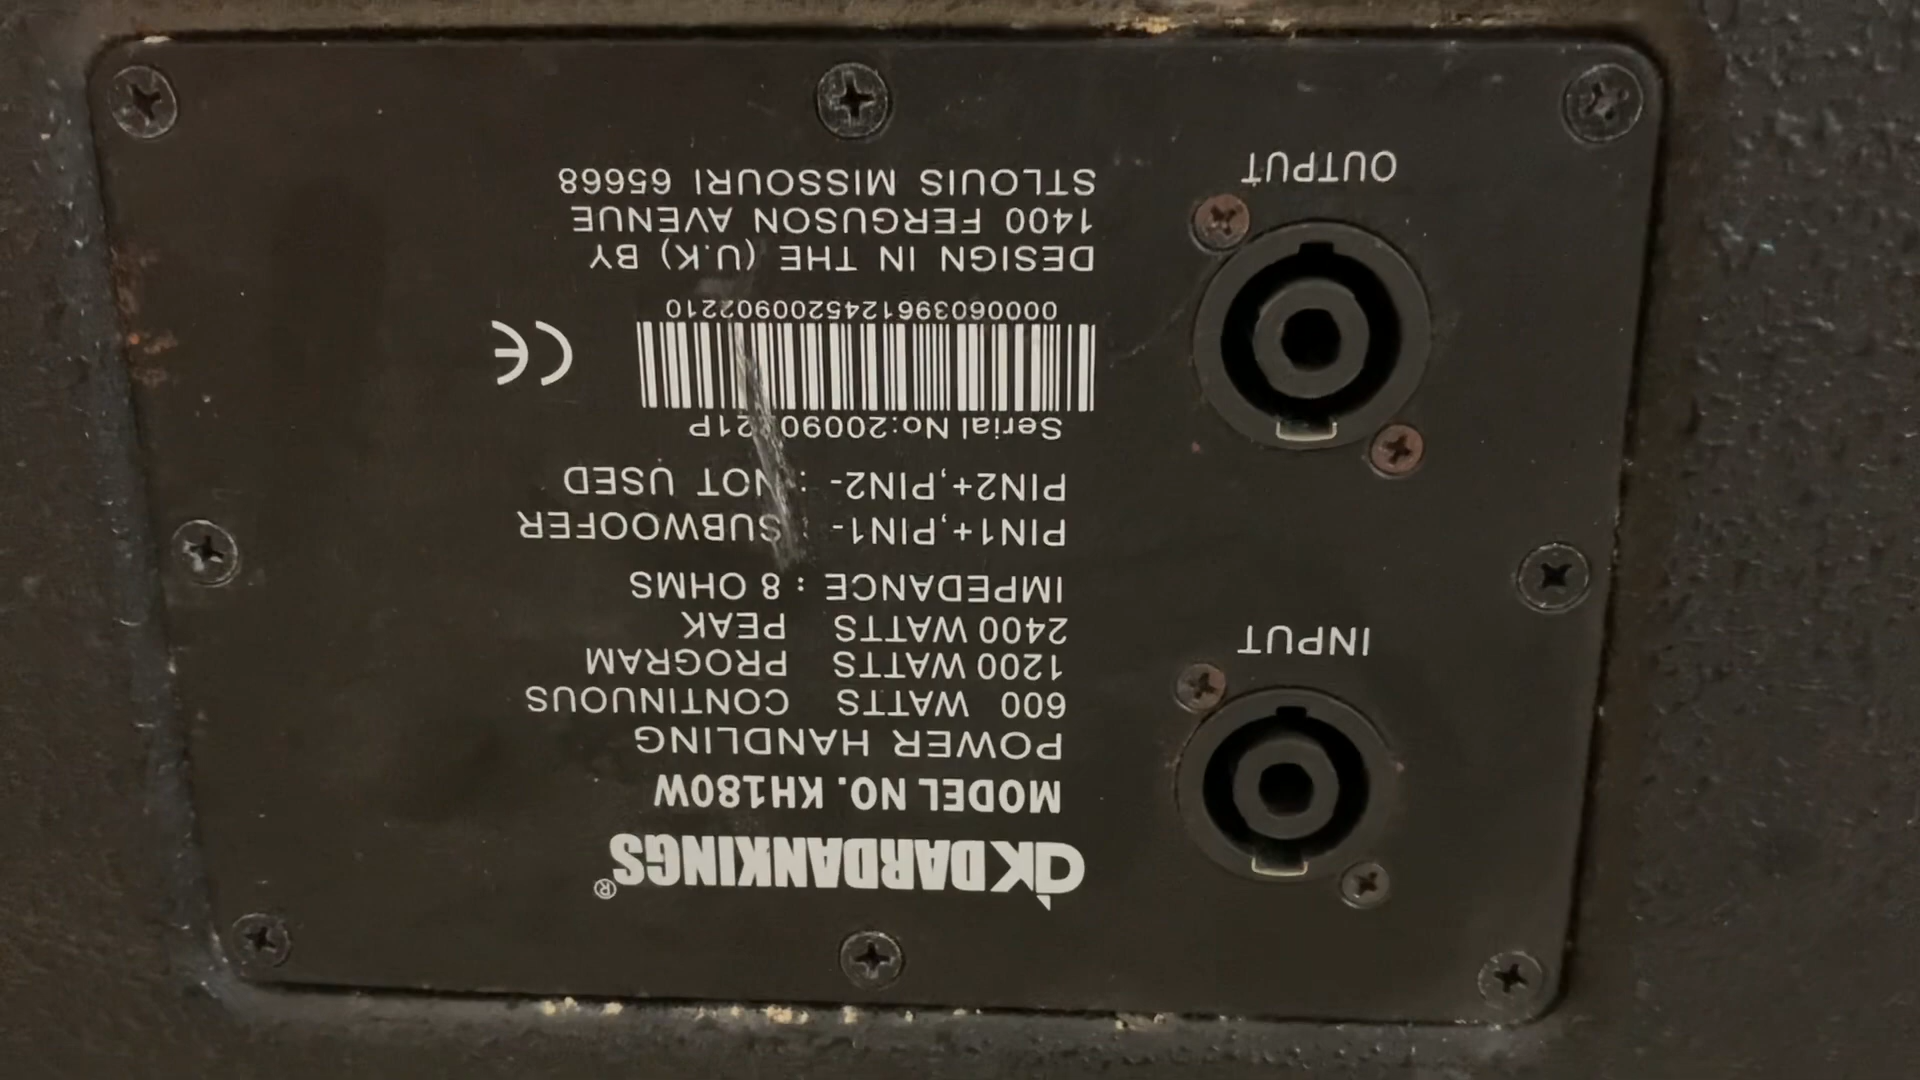 dk DARDANKINGS®
MODEL NO. KH180W
POWER HANDLING
600 WATTS CONTINUOUS
1200 WATTS PROGRAM
2400 WATTS PEAK
IMPEDANCE : 8 OHMS
PIN1+,PIN1- : SUBWOOFER
PIN2+,PIN2- : NOT USED
Serial No:
CE
DESIGN IN THE (U.K) BY
1400 FERGUSON AVENUE
STLOUIS MISSOURI 65668
INPUT
OUTPUT